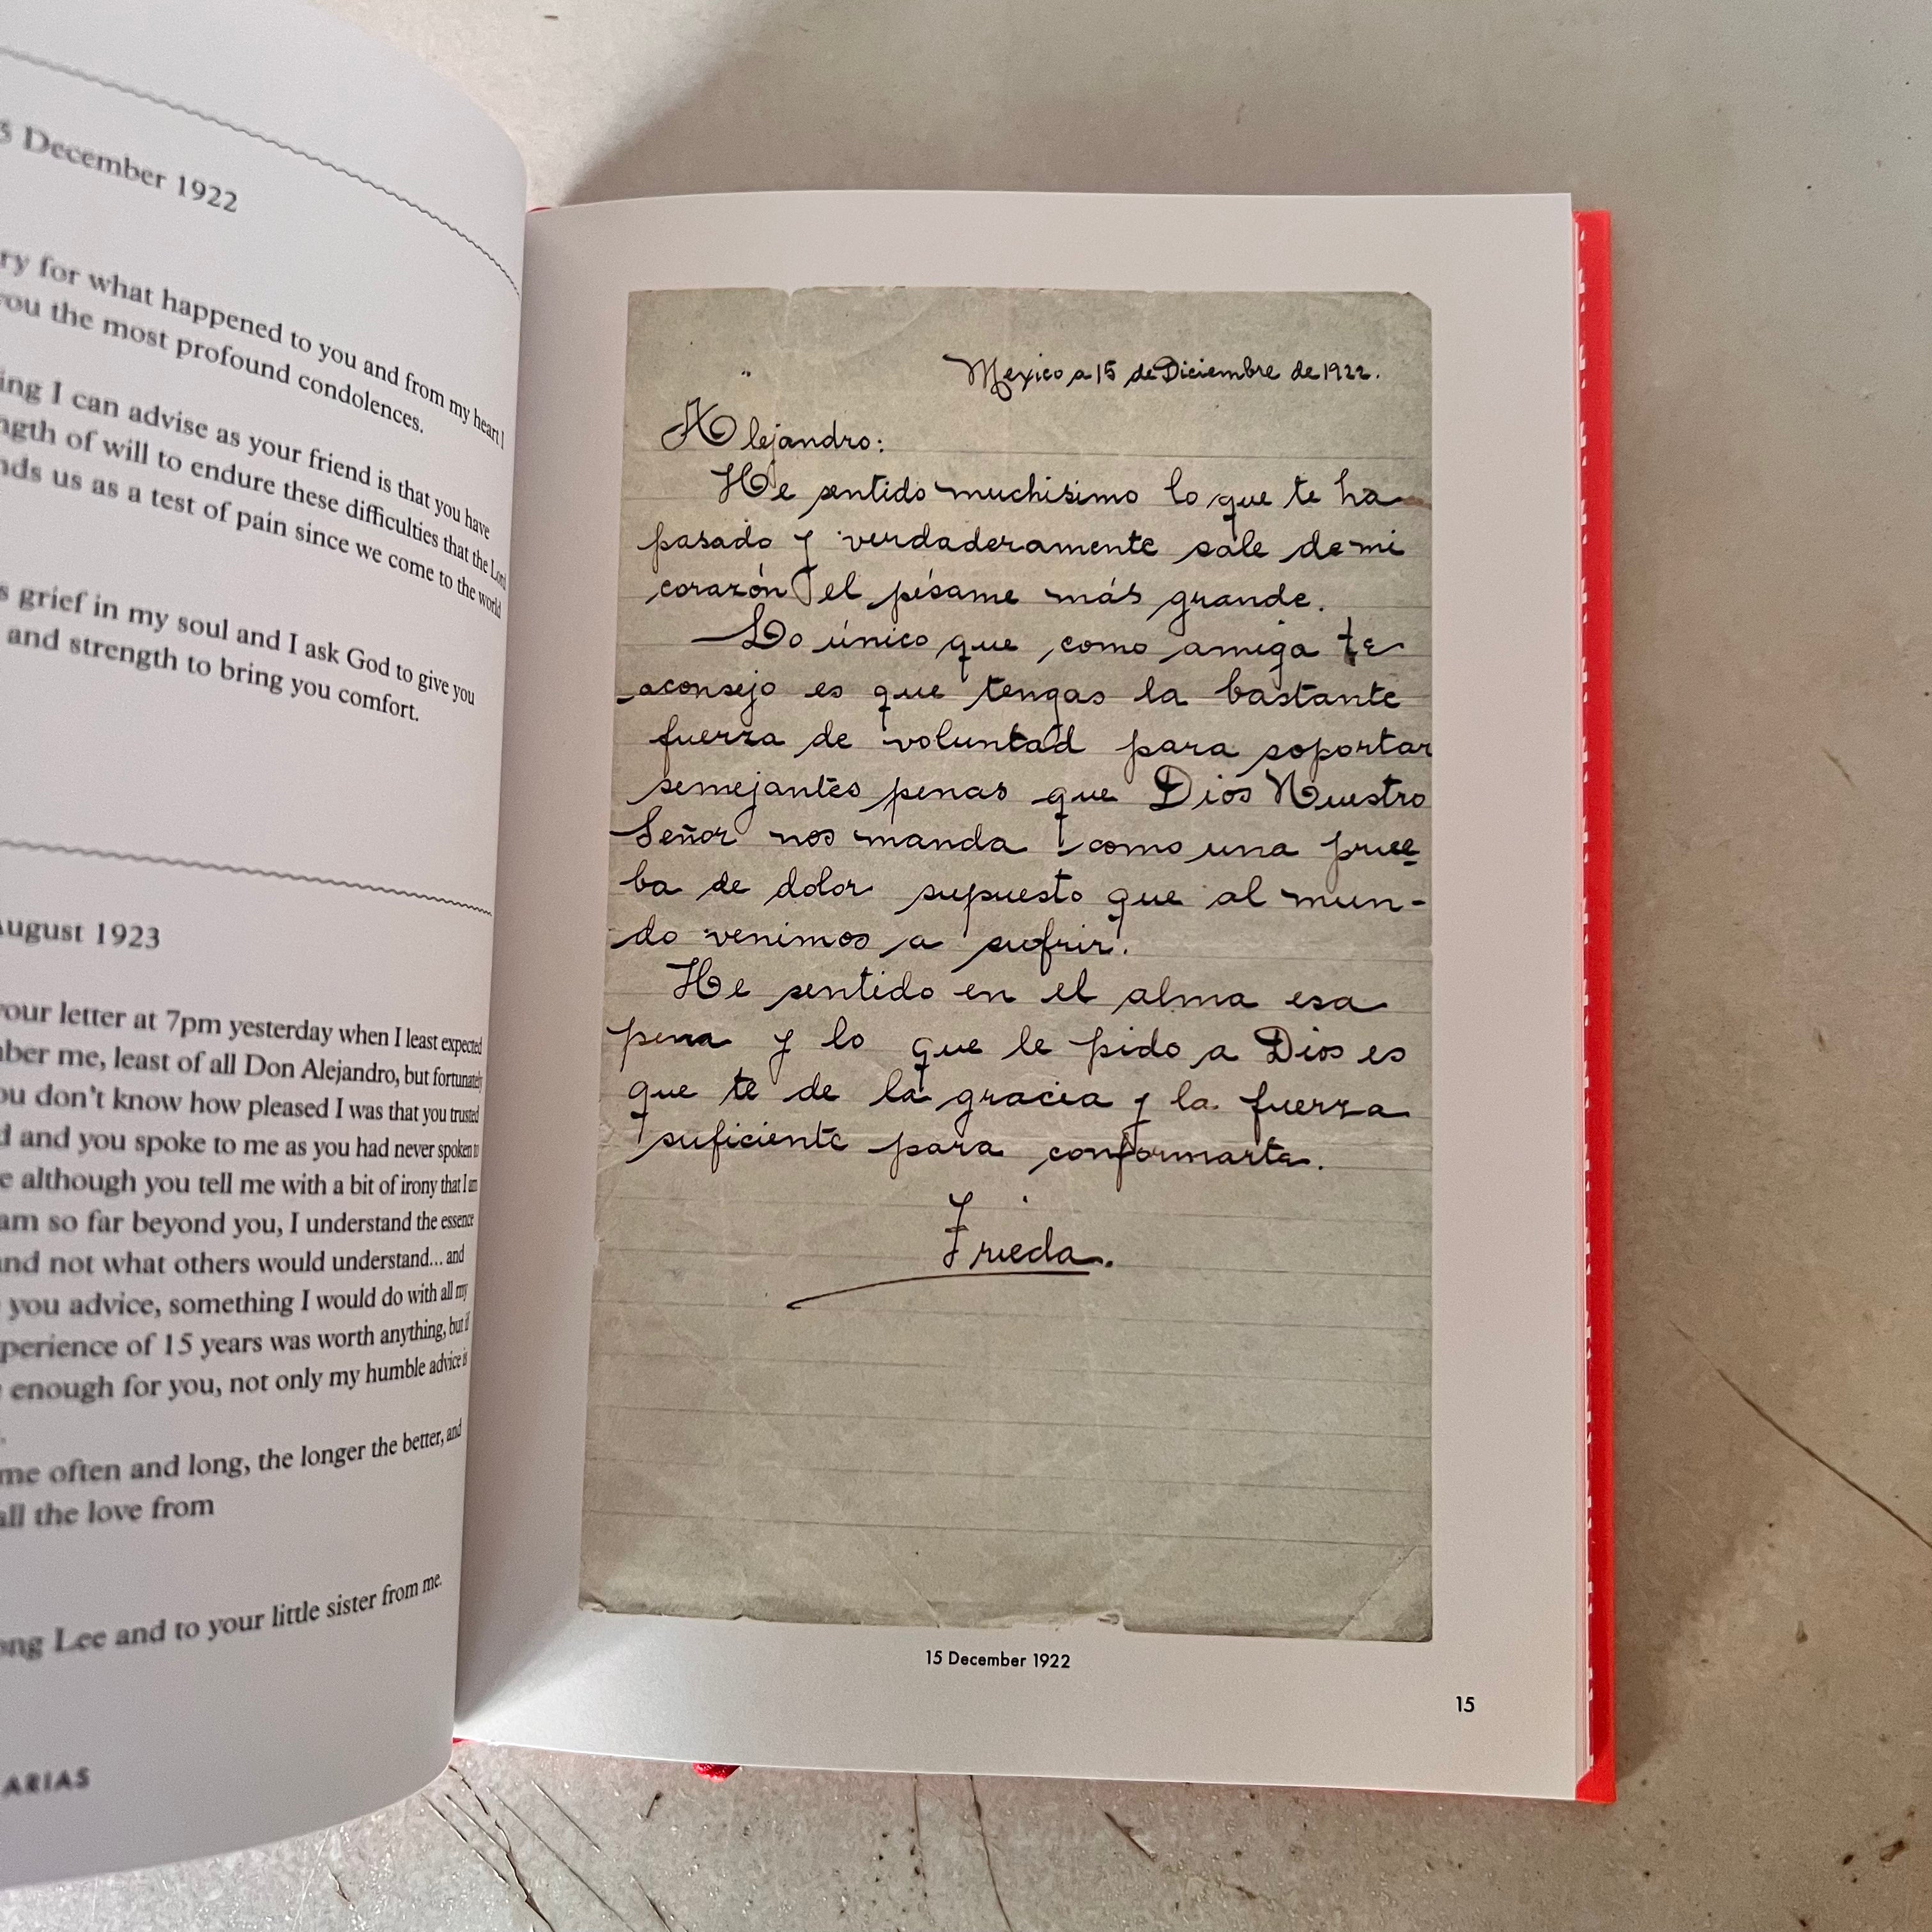 5 December 1922
ry for what happened to you and from my heart I
you the most profound condolences.
ing I can advise as your friend is that you have
ngth of will to endure these difficulties that the Lord
nds us as a test of pain since we come to the world
s grief in my soul and I ask God to give you
and strength to bring you comfort.
August 1923
your letter at 7pm yesterday when I least expected
mber me, least of all Don Alejandro, but fortunately
ou don't know how pleased I was that you trusted
d and you spoke to me as you had never spoken to
e although you tell me with a bit of irony that I am
am so far beyond you, I understand the essence
and not what others would understand... and
you advice, something I would do with all my
perience of 15 years was worth anything, but if
enough for you, not only my humble advice is
me often and long, the longer the better, and
all the love from
ong Lee and to your little sister from me.
ARIAS
Mexico a 15 de Diciembre de 1922.
Alejandro:
He sentido muchisimo lo que te ha
pasado y verdaderamente sale de mi
corazón el pésame más grande.
Lo único que como amiga te
aconsejo es que tengas la bastante
fuerza de voluntad para soportar
semejantes penas que Dios Nuestro
Señor nos manda como una prue
ba de dolor supuesto que al mun-
do venimos a sufrir.
He sentido en el alma esa
pena y lo que le pido a Dios es
que te de la gracia y la fuerza
suficiente para conformarte.
Frieda.
15 December 1922
15